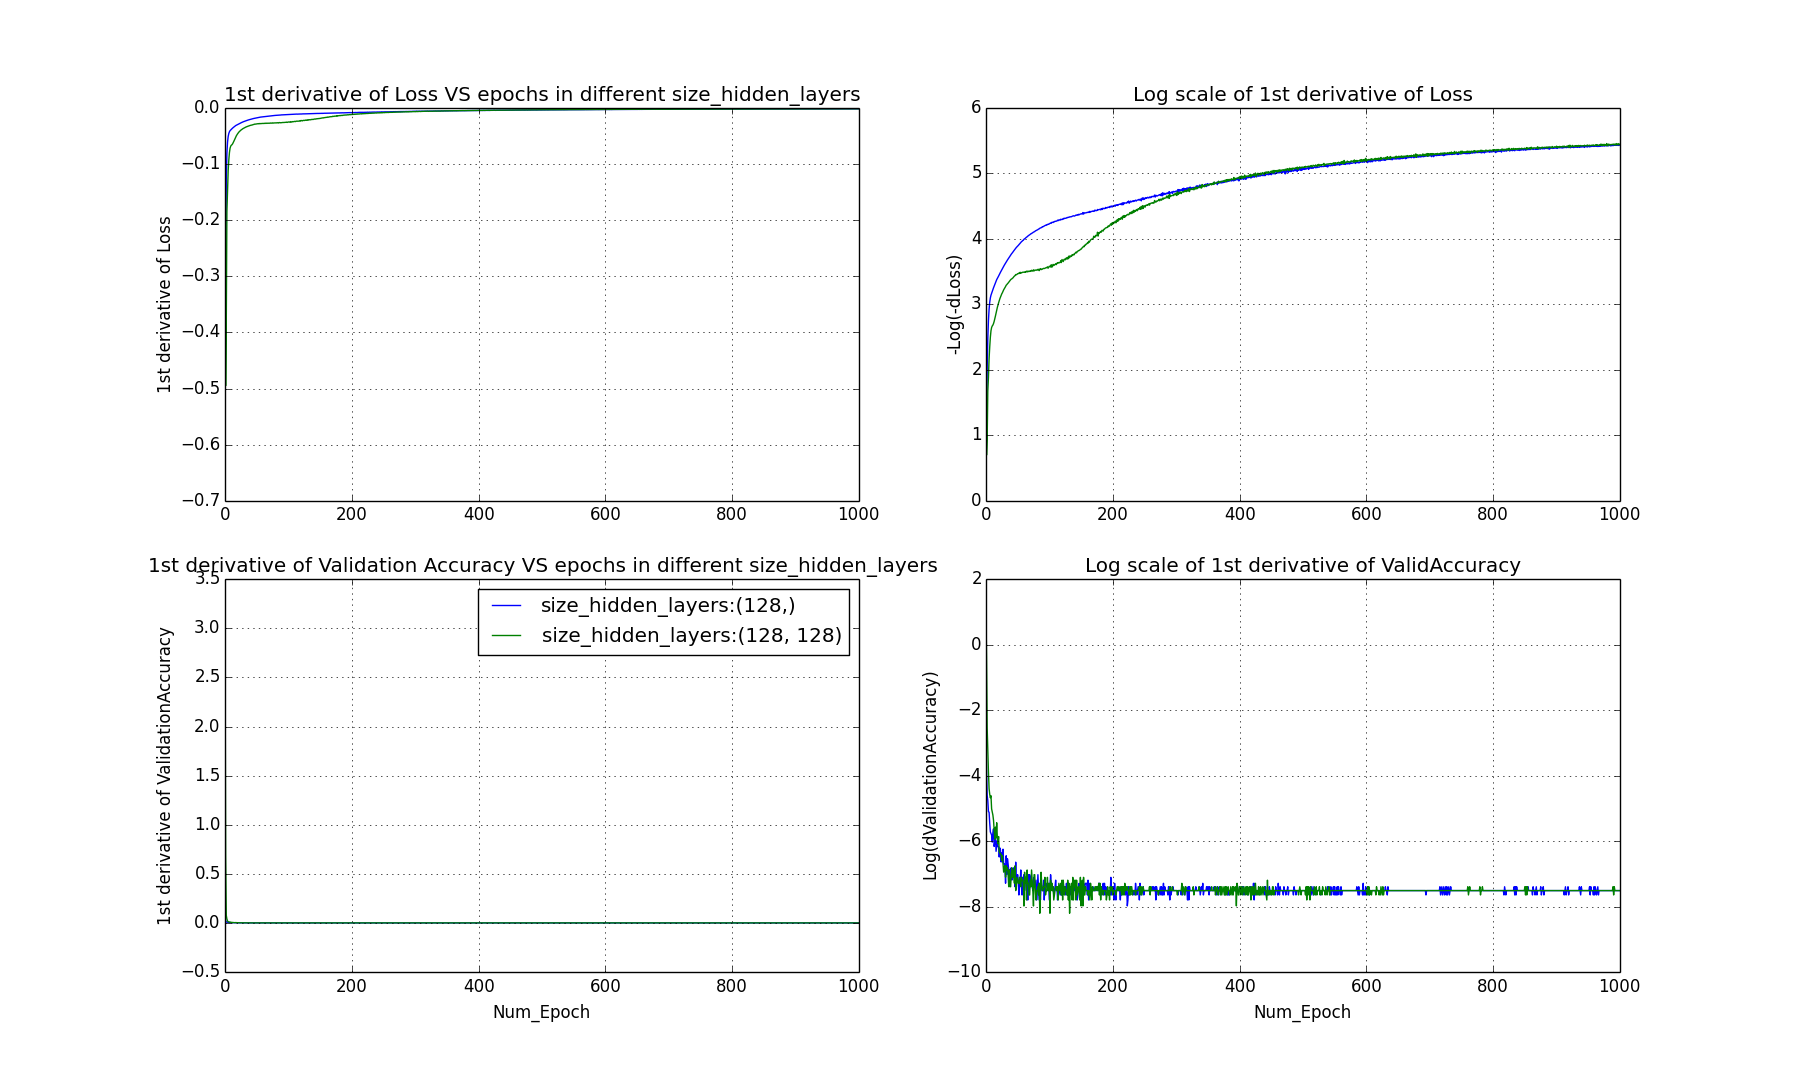 1st derivative of Loss VS epochs in different size_hidden_layers
1st derivative of Loss
0.0
−0.1
−0.2
−0.3
−0.4
−0.5
−0.6
−0.7
0 200 400 600 800 1000
Log scale of 1st derivative of Loss
-Log(-dLoss)
6
5
4
3
2
1
0
0 200 400 600 800 1000
1st derivative of Validation Accuracy VS epochs in different size_hidden_layers
1st derivative of ValidationAccuracy
3.5
3.0
2.5
2.0
1.5
1.0
0.5
0.0
−0.5
size_hidden_layers:(128,)
size_hidden_layers:(128, 128)
0 200 400 600 800 1000
Num_Epoch
Log scale of 1st derivative of ValidAccuracy
Log(dValidationAccuracy)
2
0
−2
−4
−6
−8
−10
0 200 400 600 800 1000
Num_Epoch